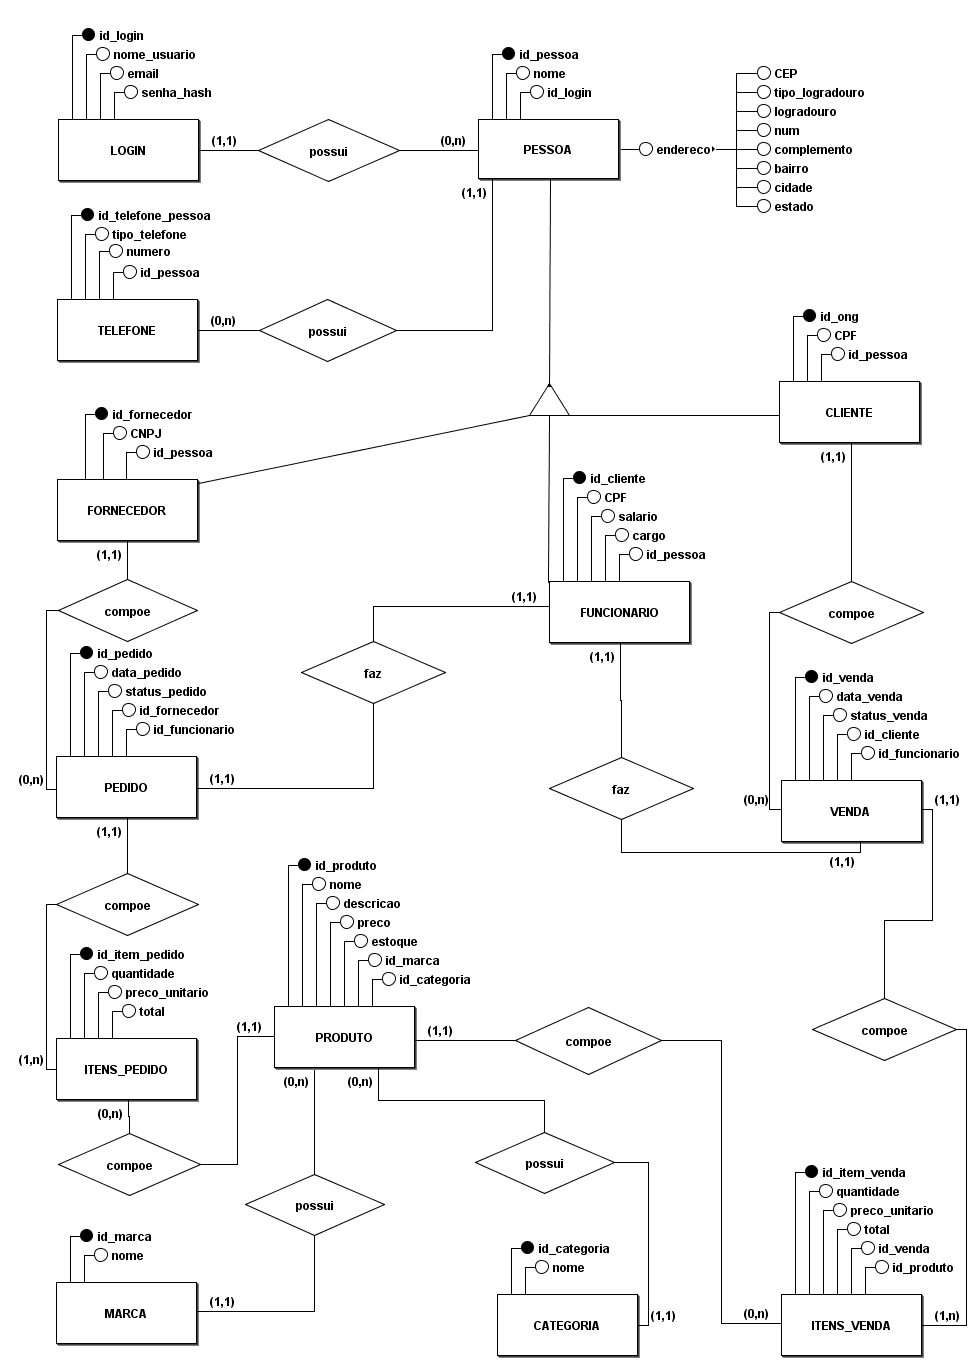 id_login
nome_usuario
email
senha_hash
LOGIN
(1,1)
possui
(0,n)
id_pessoa
nome
id_login
PESSOA
(1,1)
endereco
CEP
tipo_logradouro
logradouro
num
complemento
bairro
cidade
estado
id_telefone_pessoa
tipo_telefone
numero
id_pessoa
TELEFONE
(0,n)
possui
id_ong
CPF
id_pessoa
CLIENTE
(1,1)
id_fornecedor
CNPJ
id_pessoa
FORNECEDOR
(1,1)
id_cliente
CPF
salario
cargo
id_pessoa
FUNCIONARIO
(1,1)
(1,1)
compoe
compoe
faz
id_pedido
data_pedido
status_pedido
id_fornecedor
id_funcionario
PEDIDO
(0,n)
(1,1)
(1,1)
faz
id_venda
data_venda
status_venda
id_cliente
id_funcionario
VENDA
(0,n)
(1,1)
(1,1)
compoe
id_produto
nome
descricao
preco
estoque
id_marca
id_categoria
PRODUTO
(1,1)
(1,1)
(0,n)
(0,n)
id_item_pedido
quantidade
preco_unitario
total
ITENS_PEDIDO
(1,n)
(0,n)
compoe
compoe
compoe
possui
possui
id_marca
nome
MARCA
(1,1)
id_categoria
nome
CATEGORIA
(1,1)
id_item_venda
quantidade
preco_unitario
total
id_venda
id_produto
ITENS_VENDA
(0,n)
(1,n)